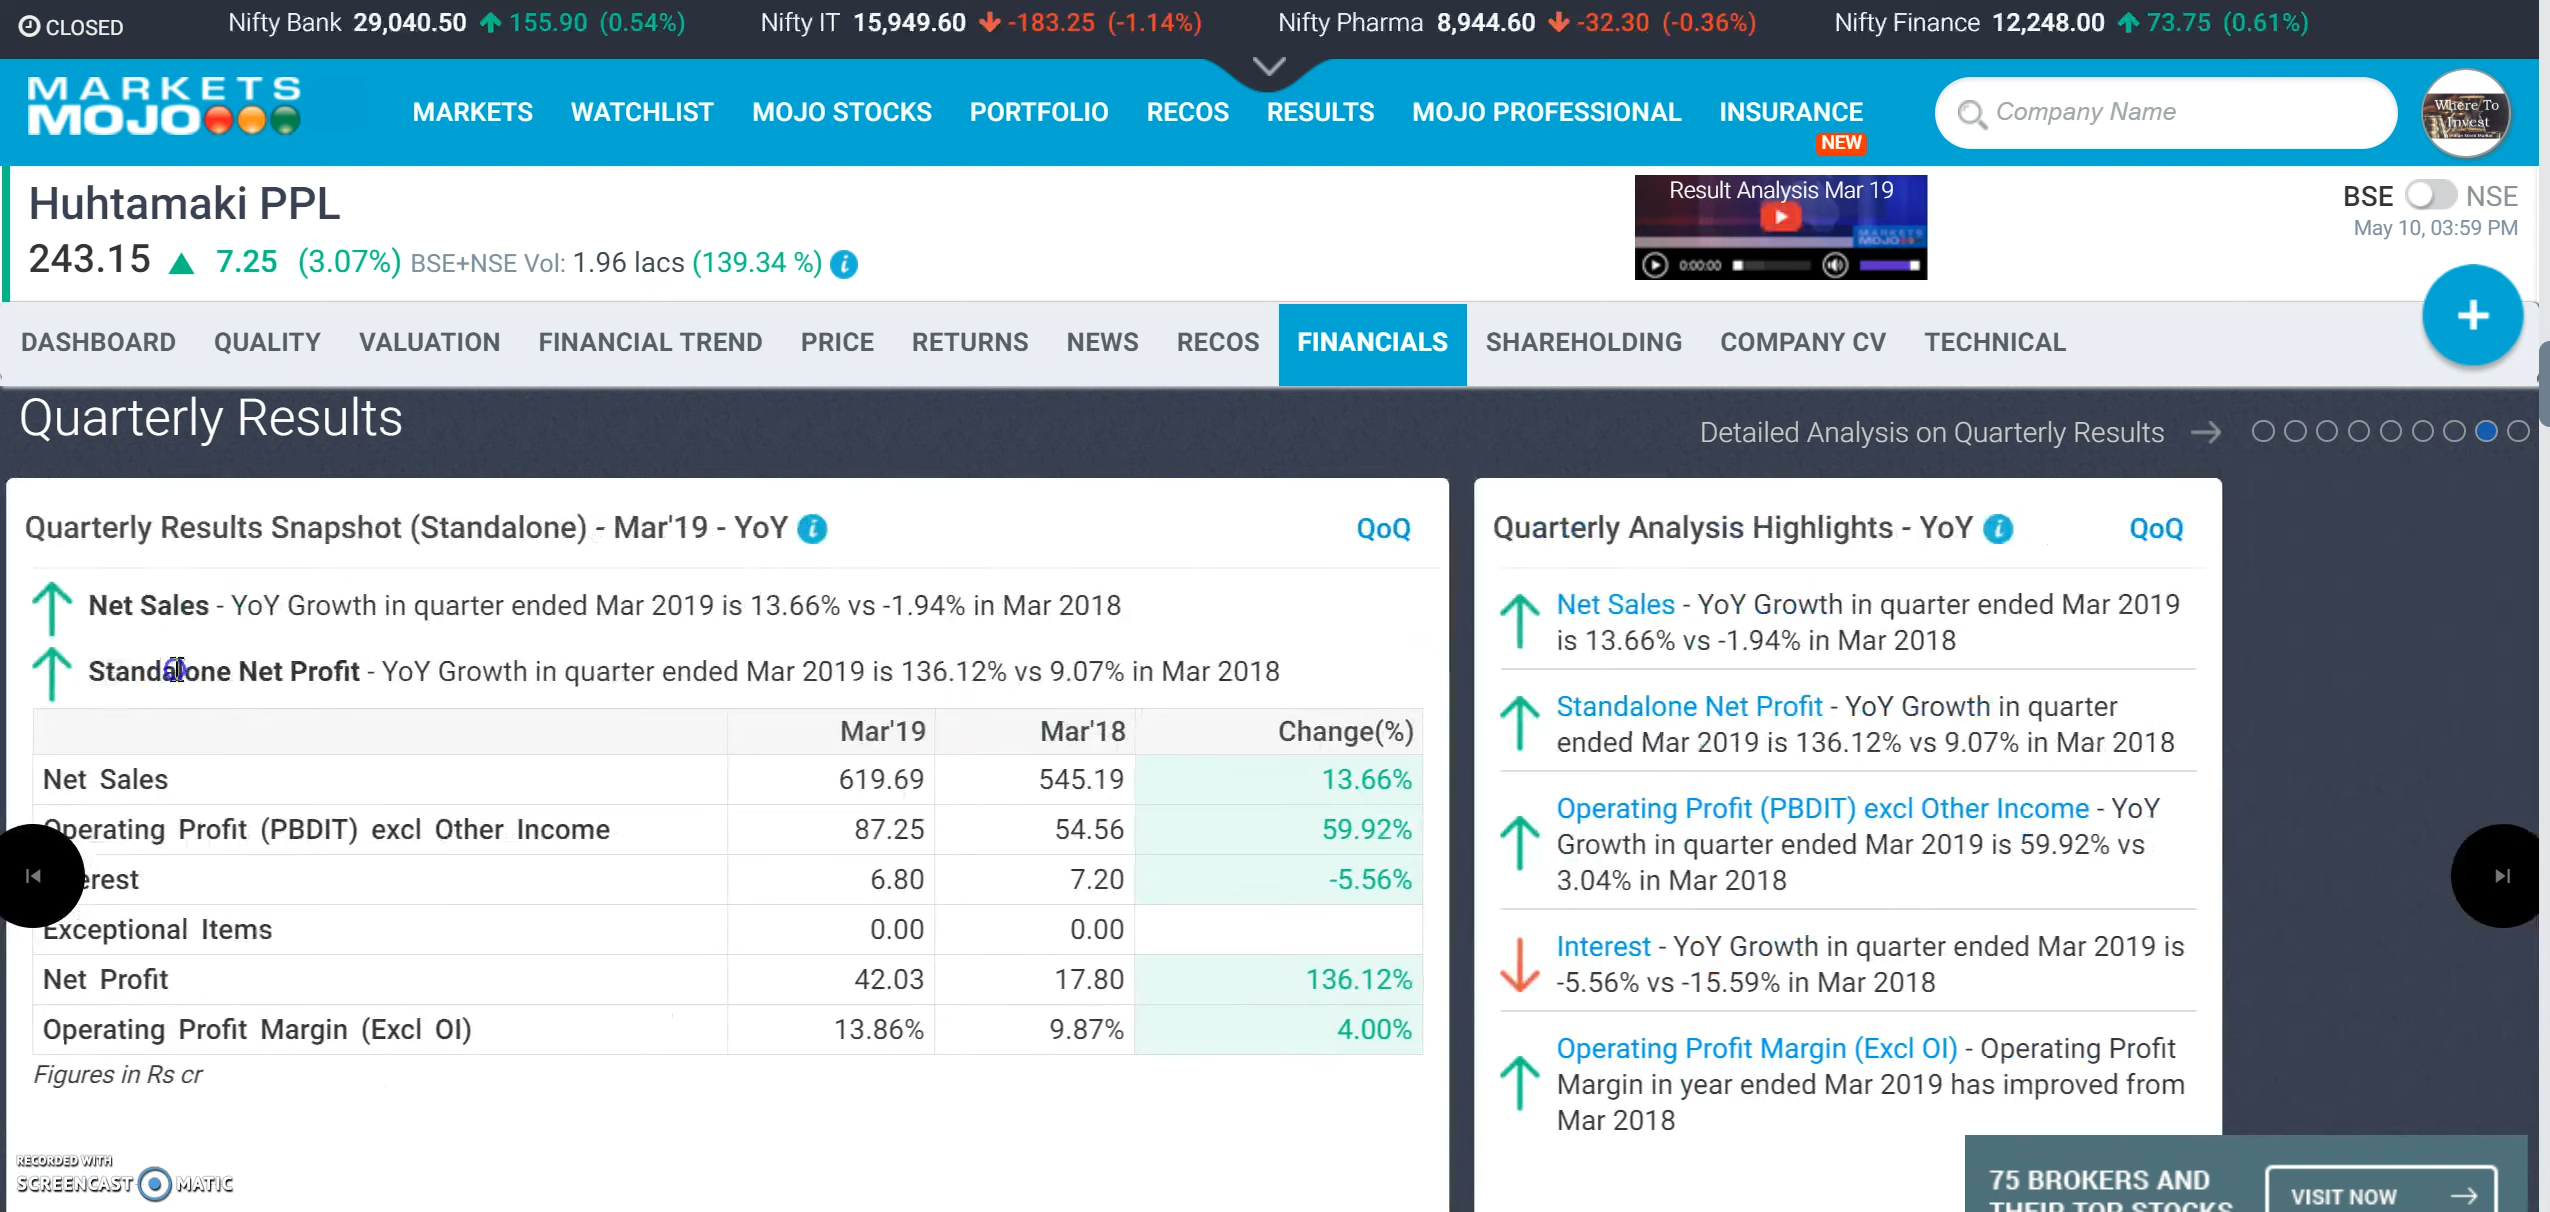 CLOSED
Nifty Bank 29,040.50 155.90 (0.54%)
Nifty IT 15,949.60 -183.25 (-1.14%)
Nifty Pharma 8,944.60 -32.30 (-0.36%)
Nifty Finance 12,248.00 73.75 (0.61%)
MARKETS
MOJO
MARKETS WATCHLIST MOJO STOCKS PORTFOLIO RECOS RESULTS MOJO PROFESSIONAL INSURANCE
NEW
Company Name
Where To
Invest
Huhtamaki PPL
243.15 7.25 (3.07%) BSE+NSE Vol: 1.96 lacs (139.34 %) i
Result Analysis Mar 19
MARKETS
MOJO
0:00:00
BSE NSE
May 10, 03:59 PM
+
DASHBOARD QUALITY VALUATION FINANCIAL TREND PRICE RETURNS NEWS RECOS FINANCIALS SHAREHOLDING COMPANY CV TECHNICAL
Quarterly Results
Detailed Analysis on Quarterly Results
Quarterly Results Snapshot (Standalone) - Mar'19 - YoY i QoQ
Net Sales - YoY Growth in quarter ended Mar 2019 is 13.66% vs -1.94% in Mar 2018
Standalone Net Profit - YoY Growth in quarter ended Mar 2019 is 136.12% vs 9.07% in Mar 2018
Mar'19 Mar'18 Change(%)
Net Sales 619.69 545.19 13.66%
Operating Profit (PBDIT) excl Other Income 87.25 54.56 59.92%
erest 6.80 7.20 -5.56%
Exceptional Items 0.00 0.00
Net Profit 42.03 17.80 136.12%
Operating Profit Margin (Excl OI) 13.86% 9.87% 4.00%
Figures in Rs cr
Quarterly Analysis Highlights - YoY i QoQ
Net Sales - YoY Growth in quarter ended Mar 2019
is 13.66% vs -1.94% in Mar 2018
Standalone Net Profit - YoY Growth in quarter
ended Mar 2019 is 136.12% vs 9.07% in Mar 2018
Operating Profit (PBDIT) excl Other Income - YoY
Growth in quarter ended Mar 2019 is 59.92% vs
3.04% in Mar 2018
Interest - YoY Growth in quarter ended Mar 2019 is
-5.56% vs -15.59% in Mar 2018
Operating Profit Margin (Excl OI) - Operating Profit
Margin in year ended Mar 2019 has improved from
Mar 2018
RECORDED WITH
SCREENCAST MATIC
75 BROKERS AND
THEIR TOP STOCKS
VISIT NOW